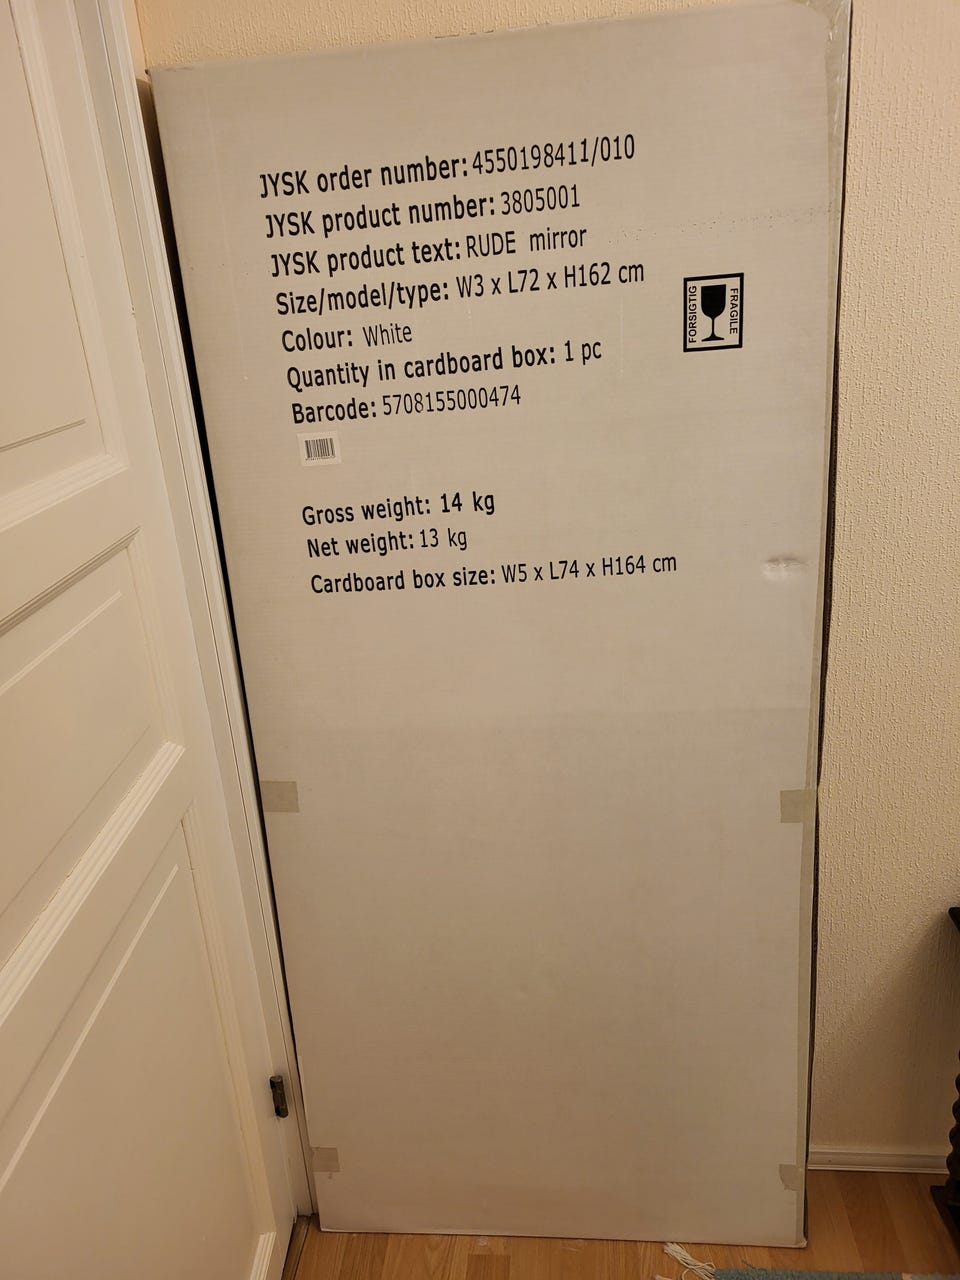 JYSK order number: 4550198411/010
JYSK product number: 3805001
JYSK product text: RUDE mirror
Size/model/type: W3 x L72 x H162 cm
Colour: White
Quantity in cardboard box: 1 pc
Barcode: 5708155000474
FORSIGTIG
FRAGILE
Gross weight: 14 kg
Net weight: 13 kg
Cardboard box size: W5 x L74 x H164 cm